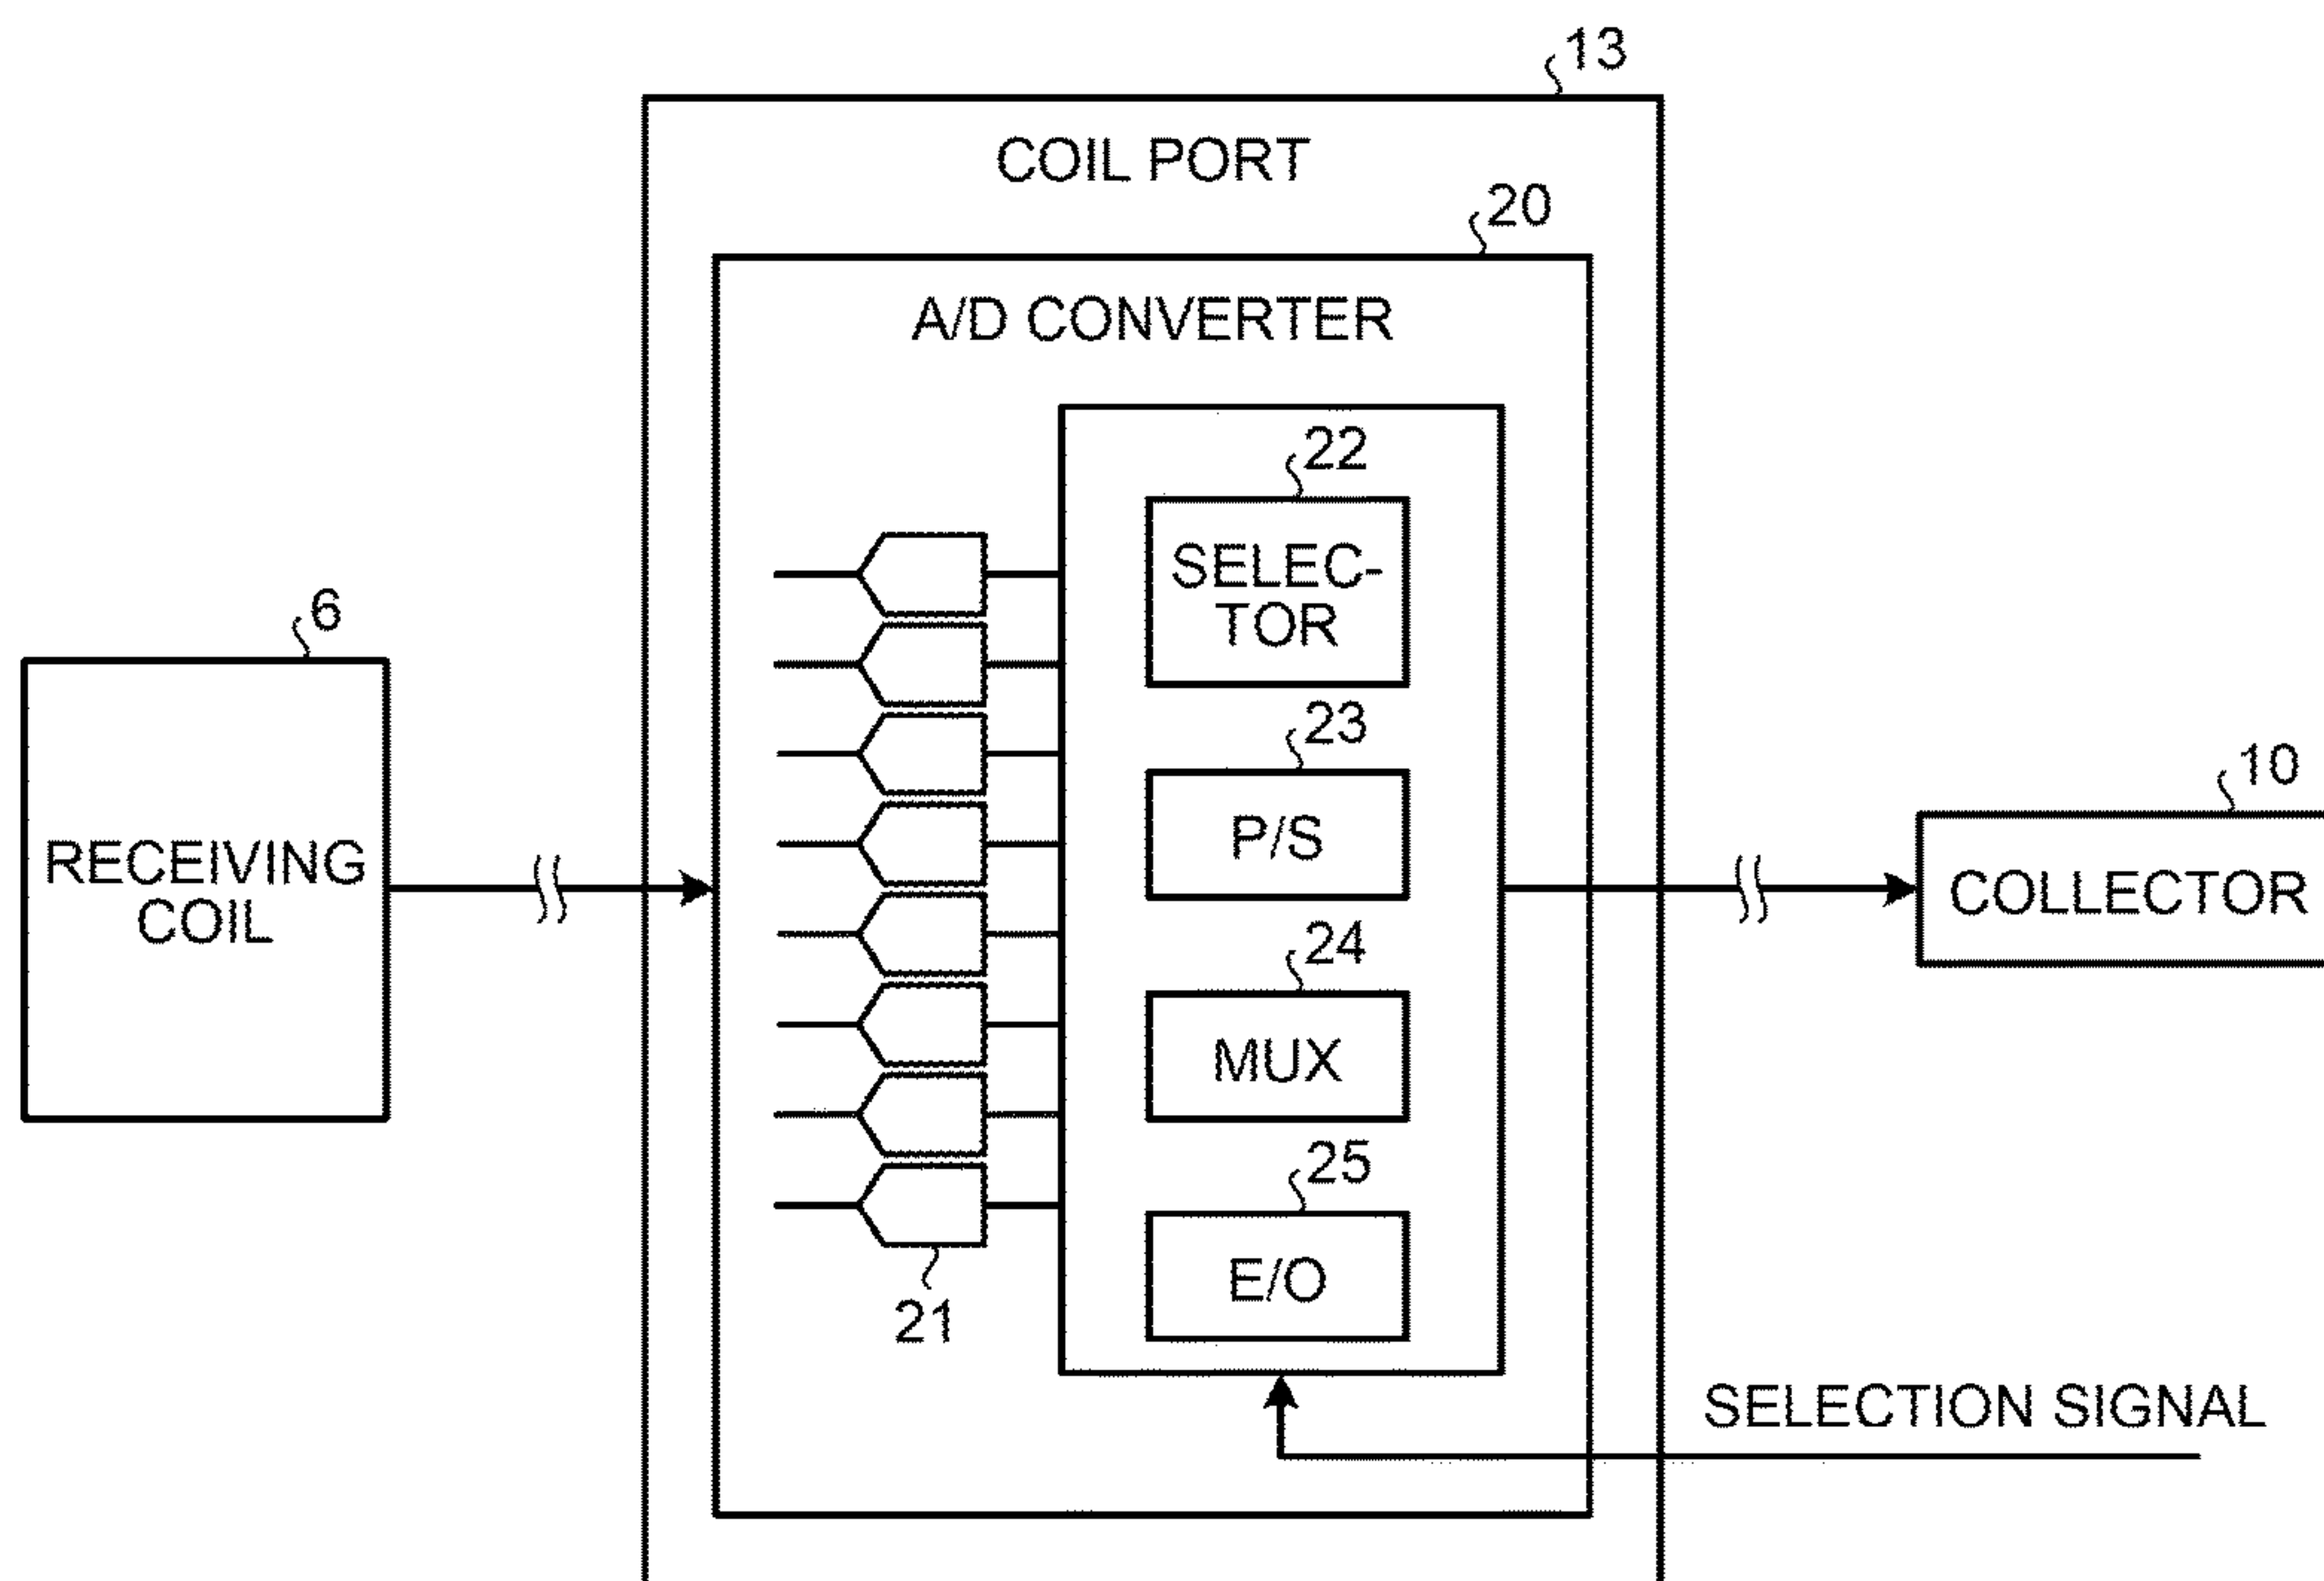 13
COIL PORT
20
A/D CONVERTER
22
SELEC-
TOR
6
RECEIVING
COIL
23
P/S
10
COLLECTOR
24
MUX
25
E/O
21
SELECTION SIGNAL